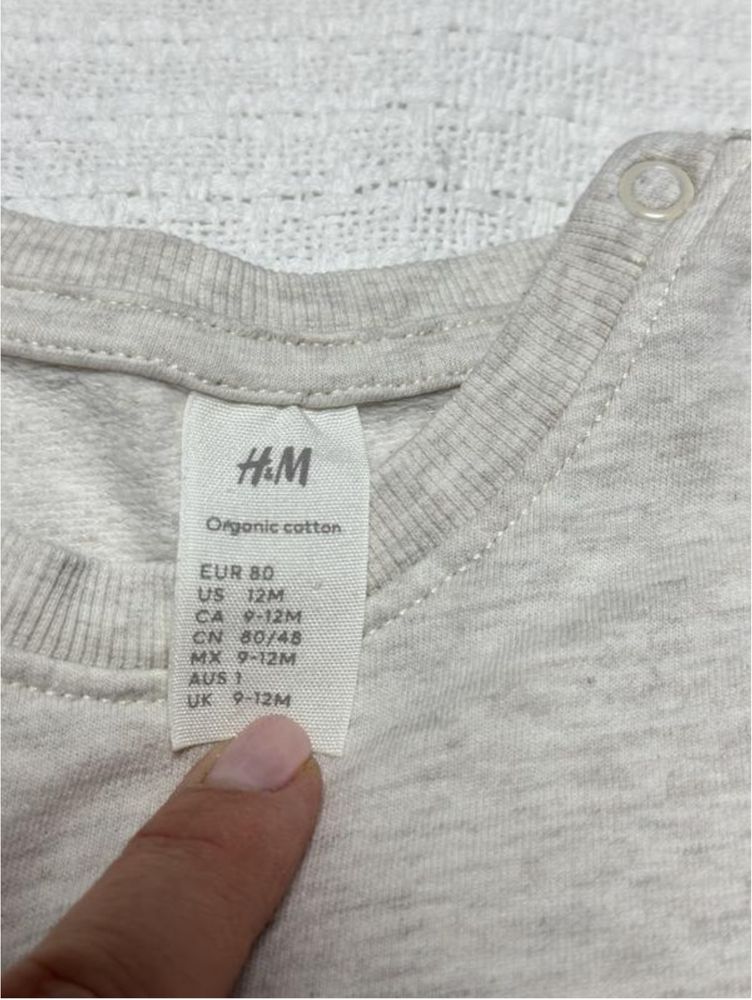 H&M
Organic cotton
EUR 80
US 12M
CA 9-12M
CN 80/48
MX 9-12M
AUS 1
UK 9-12M